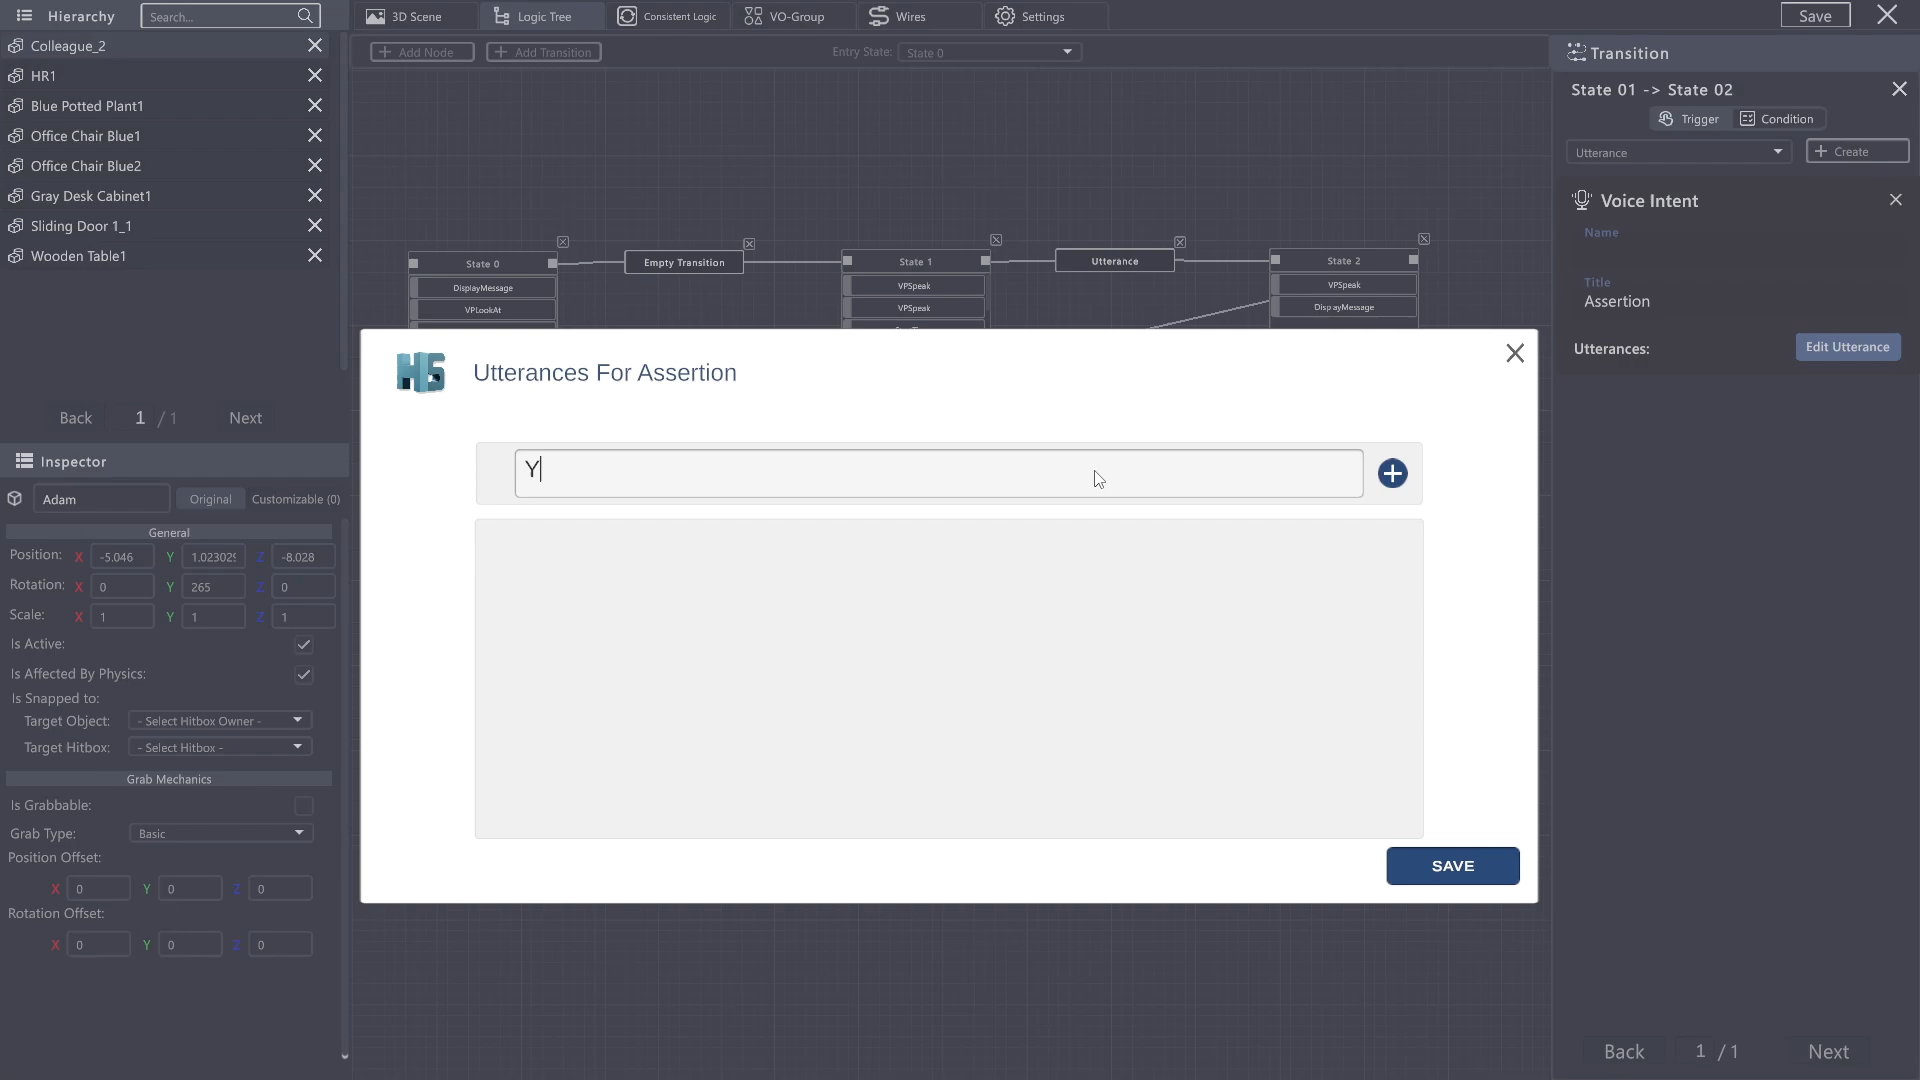 Hierarchy
Search...
3D Scene
Logic Tree
Consistent Logic
VO-Group
Wires
Settings
Save
Colleague_2
HR1
Blue Potted Plant1
Office Chair Blue1
Office Chair Blue2
Gray Desk Cabinet1
Sliding Door 1_1
Wooden Table1
Back 1 / 1 Next
Add Node
Add Transition
Entry State: State 0
Transition
State 01 -> State 02
Trigger
Condition
Utterance
Create
Voice Intent
Name
Title
Assertion
Utterances:
Edit Utterance
State 0
DisplayMessage
VPLookAt
Empty Transition
State 1
VPSpeak
VPSpeak
Utterance
State 2
VPSpeak
DisplayMessage
H5
Utterances For Assertion
Y
SAVE
Inspector
Adam
Original
Customizable (0)
General
Position: X -5.046 Y 1.023029 Z -8.028
Rotation: X 0 Y 265 Z 0
Scale: X 1 Y 1 Z 1
Is Active:
Is Affected By Physics:
Is Snapped to:
Target Object: - Select Hitbox Owner -
Target Hitbox: - Select Hitbox -
Grab Mechanics
Is Grabbable:
Grab Type: Basic
Position Offset:
X 0 Y 0 Z 0
Rotation Offset:
X 0 Y 0 Z 0
Back 1 / 1 Next